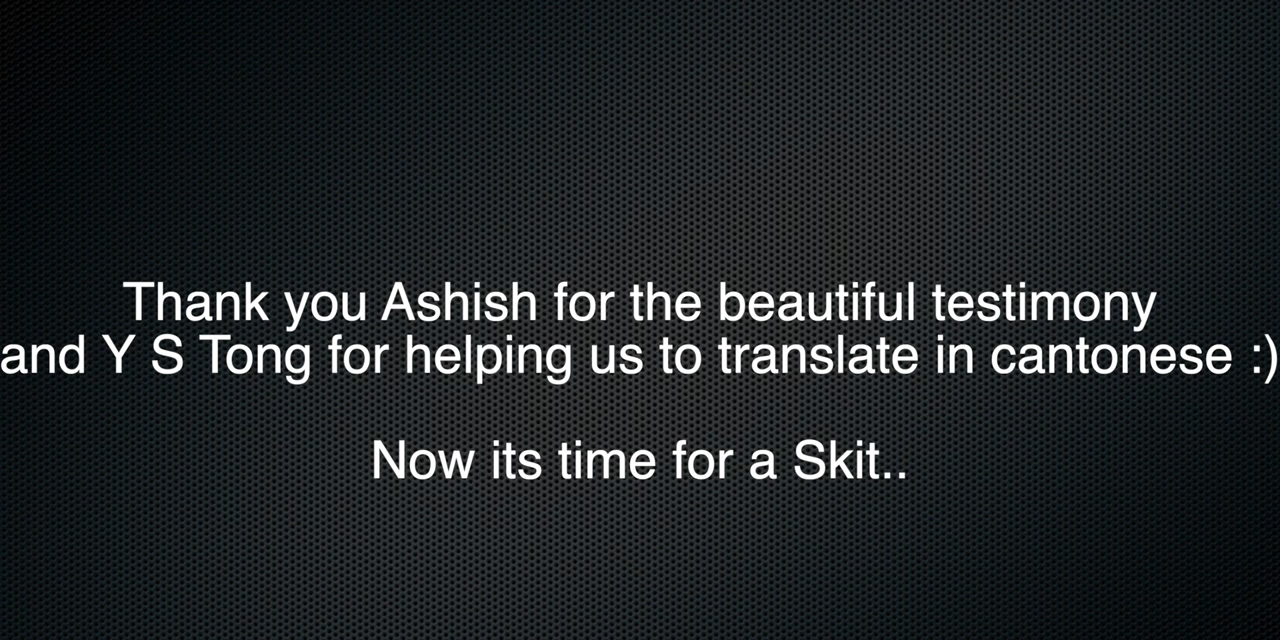 Thank you Ashish for the beautiful testimony
and Y S Tong for helping us to translate in cantonese :)
Now its time for a Skit..